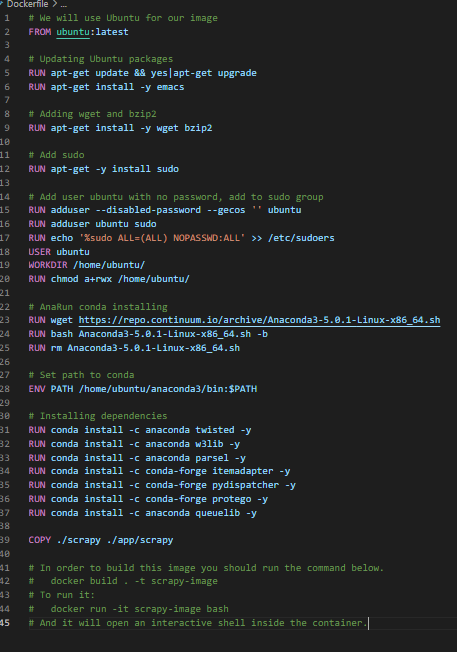 Dockerfile > ...
1 # We will use Ubuntu for our image
2 FROM ubuntu:latest
3
4 # Updating Ubuntu packages
5 RUN apt-get update && yes|apt-get upgrade
6 RUN apt-get install -y emacs
7
8 # Adding wget and bzip2
9 RUN apt-get install -y wget bzip2
10
11 # Add sudo
12 RUN apt-get -y install sudo
13
14 # Add user ubuntu with no password, add to sudo group
15 RUN adduser --disabled-password --gecos '' ubuntu
16 RUN adduser ubuntu sudo
17 RUN echo '%sudo ALL=(ALL) NOPASSWD:ALL' >> /etc/sudoers
18 USER ubuntu
19 WORKDIR /home/ubuntu/
20 RUN chmod a+rwx /home/ubuntu/
21
22 # AnaRun conda installing
23 RUN wget https://repo.continuum.io/archive/Anaconda3-5.0.1-Linux-x86_64.sh
24 RUN bash Anaconda3-5.0.1-Linux-x86_64.sh -b
25 RUN rm Anaconda3-5.0.1-Linux-x86_64.sh
26
27 # Set path to conda
28 ENV PATH /home/ubuntu/anaconda3/bin:$PATH
29
30 # Installing dependencies
31 RUN conda install -c anaconda twisted -y
32 RUN conda install -c anaconda w3lib -y
33 RUN conda install -c anaconda parsel -y
34 RUN conda install -c conda-forge itemadapter -y
35 RUN conda install -c conda-forge pydispatcher -y
36 RUN conda install -c conda-forge protego -y
37 RUN conda install -c anaconda queuelib -y
38
39 COPY ./scrapy ./app/scrapy
40
41 # In order to build this image you should run the command below.
42 #   docker build . -t scrapy-image
43 # To run it:
44 #   docker run -it scrapy-image bash
45 # And it will open an interactive shell inside the container.